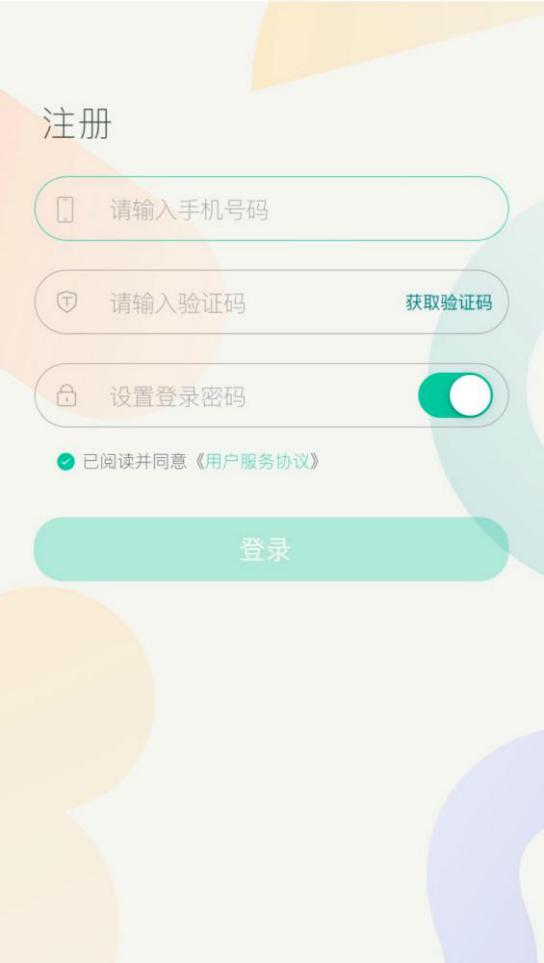 注册
请输入手机号码
请输入验证码 获取验证码
设置登录密码
已阅读并同意《用户服务协议》
登录